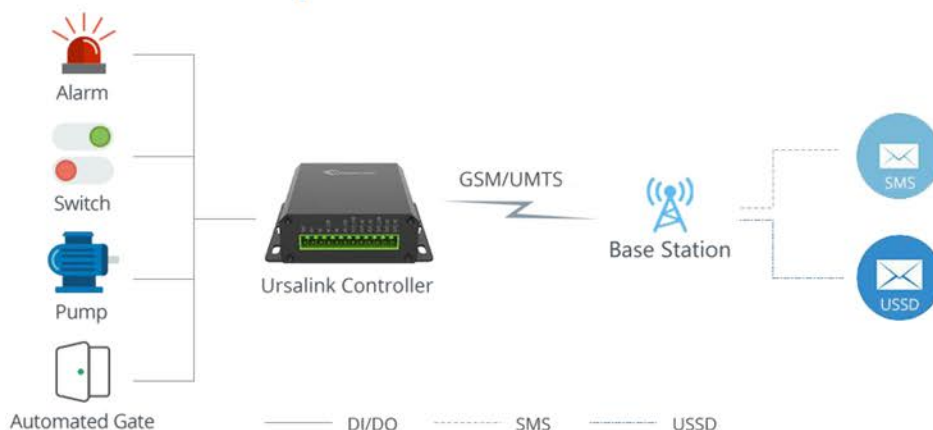 Alarm
Switch
Pump
Automated Gate
Ursalink Controller
GSM/UMTS
Base Station
SMS
USSD
DI/DO
SMS
USSD